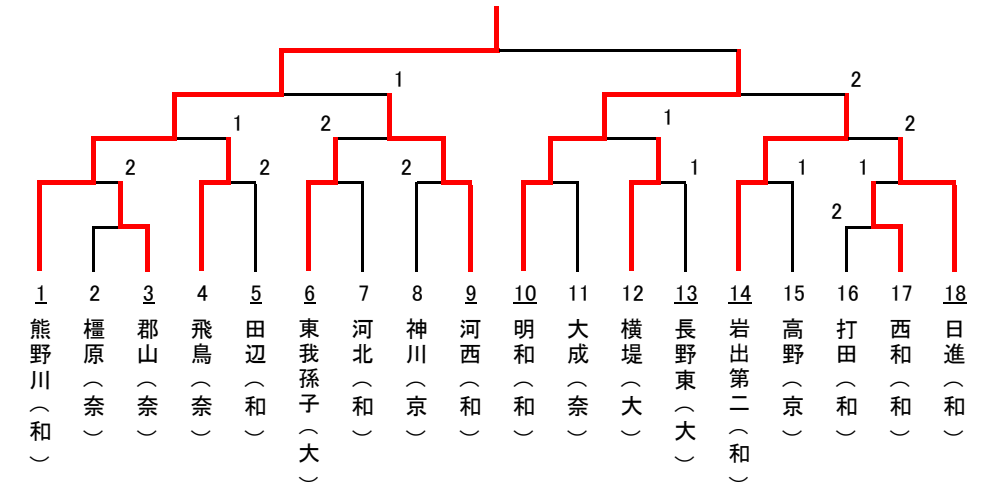 1
2
1
2
2
1
2
2
2
1
1
1
2
1 2 3 4 5 6 7 8 9 10 11 12 13 14 15 16 17 18
熊野川（和）
橿原（奈）
郡山（奈）
飛鳥（奈）
田辺（和）
東我孫子（大）
河北（和）
神川（京）
河西（和）
明和（和）
大成（奈）
横堤（大）
長野東（大）
岩出第二（和）
高野（京）
打田（和）
西和（和）
日進（和）